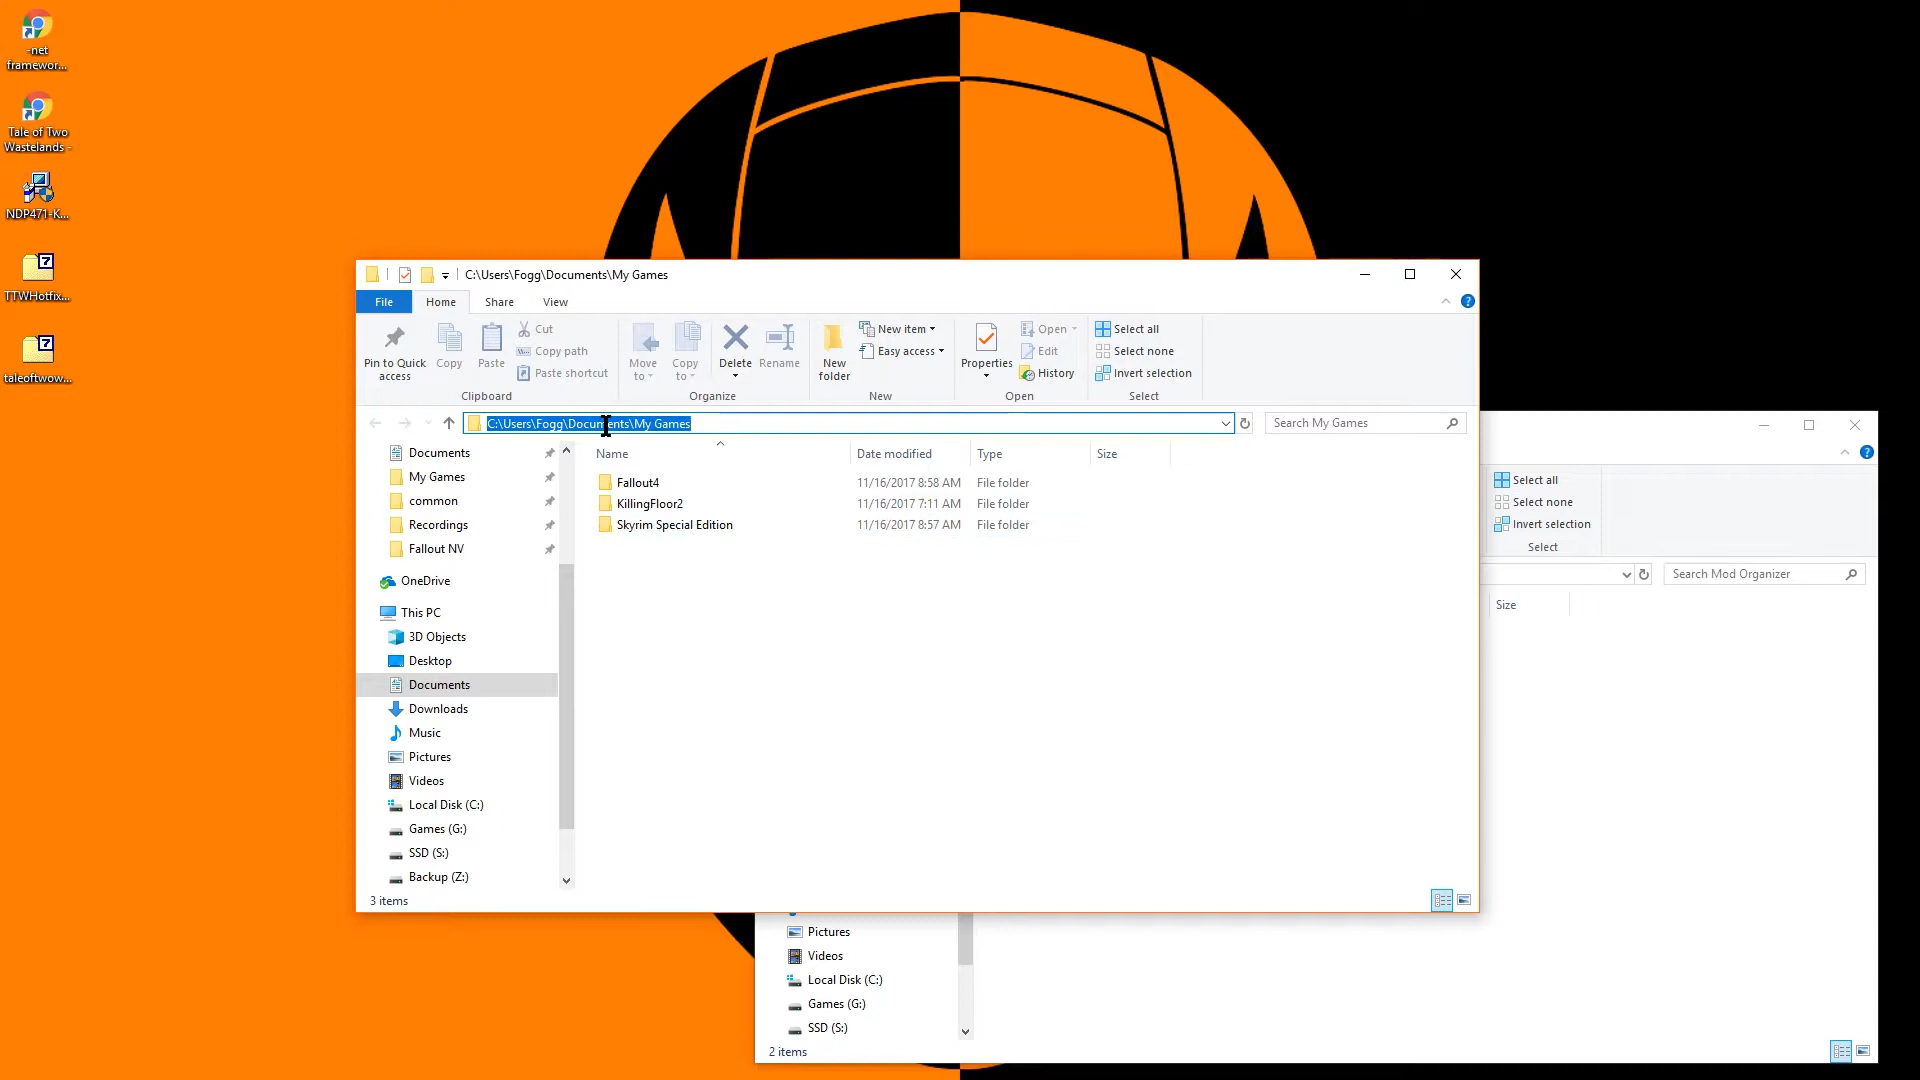 -net
framewor...
Tale of Two
Wastelands -
NDP471-K...
TTWHotfix...
taleoftwow...
C:\Users\Fogg\Documents\My Games
File
Home
Share
View
Pin to Quick
access
Copy
Paste
Cut
Copy path
Paste shortcut
Clipboard
Move
to
Copy
to
Delete
Rename
Organize
New
folder
New item
Easy access
New
Properties
Open
Edit
History
Open
Select all
Select none
Invert selection
Select
C:\Users\Fogg\Documents\My Games
Search My Games
Documents
My Games
common
Recordings
Fallout NV
OneDrive
This PC
3D Objects
Desktop
Documents
Downloads
Music
Pictures
Videos
Local Disk (C:)
Games (G:)
SSD (S:)
Backup (Z:)
Name Date modified Type Size
Fallout4 11/16/2017 8:58 AM File folder
KillingFloor2 11/16/2017 7:11 AM File folder
Skyrim Special Edition 11/16/2017 8:57 AM File folder
3 items
Select all
Select none
Invert selection
Select
Search Mod Organizer
Size
Pictures
Videos
Local Disk (C:)
Games (G:)
SSD (S:)
2 items